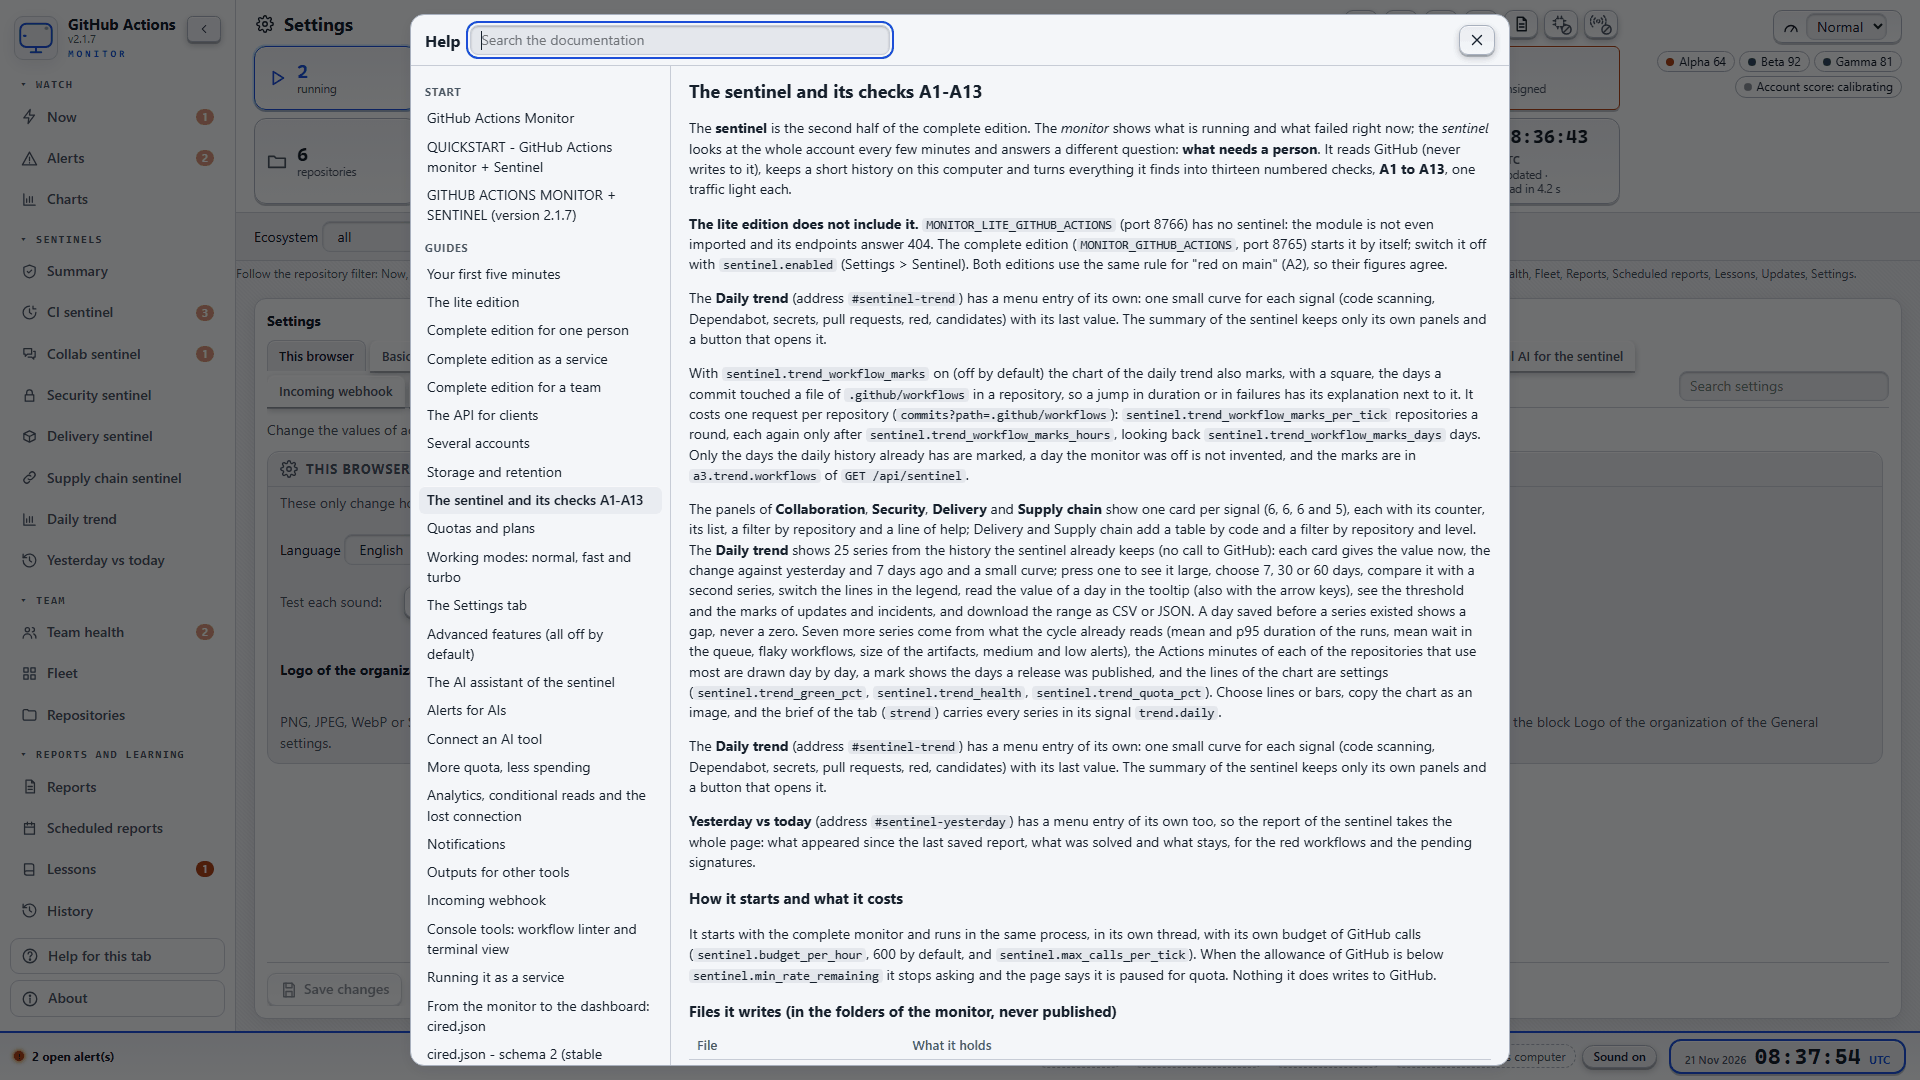 GitHub Actions
v2.1.7
MONITOR
WATCH
Now 1
Alerts 2
Charts
SENTINELS
Summary
CI sentinel 3
Collab sentinel 1
Security sentinel
Delivery sentinel
Supply chain sentinel
Daily trend
Yesterday vs today
TEAM
Team health 2
Fleet
Repositories
REPORTS AND LEARNING
Reports
Scheduled reports
Lessons 1
History
Help for this tab
About
2 open alert(s)
Settings
2
running
6
repositories
Ecosystem all
Follow the repository filter: Now,
Settings
This browser Basic
Incoming webhook
Change the values of
THIS BROWSER
These only change
Language English
Test each sound:
Logo of the
PNG, JPEG, WebP or
settings.
Save changes
Help
Search the documentation
START
GitHub Actions Monitor
QUICKSTART - GitHub Actions
monitor + Sentinel
GITHUB ACTIONS MONITOR +
SENTINEL (version 2.1.7)
GUIDES
Your first five minutes
The lite edition
Complete edition for one person
Complete edition as a service
Complete edition for a team
The API for clients
Several accounts
Storage and retention
The sentinel and its checks A1-A13
Quotas and plans
Working modes: normal, fast and
turbo
The Settings tab
Advanced features (all off by
default)
The AI assistant of the sentinel
Alerts for AIs
Connect an AI tool
More quota, less spending
Analytics, conditional reads and the
lost connection
Notifications
Outputs for other tools
Incoming webhook
Console tools: workflow linter and
terminal view
Running it as a service
From the monitor to the dashboard:
cired.json
cired.json - schema 2 (stable
The sentinel and its checks A1-A13
The sentinel is the second half of the complete edition. The monitor shows what is running and what failed right now; the sentinel
looks at the whole account every few minutes and answers a different question: what needs a person. It reads GitHub (never
writes to it), keeps a short history on this computer and turns everything it finds into thirteen numbered checks, A1 to A13, one
traffic light each.
The lite edition does not include it. MONITOR_LITE_GITHUB_ACTIONS (port 8766) has no sentinel: the module is not even
imported and its endpoints answer 404. The complete edition ( MONITOR_GITHUB_ACTIONS, port 8765) starts it by itself; switch it off
with sentinel.enabled (Settings > Sentinel). Both editions use the same rule for "red on main" (A2), so their figures agree.
The Daily trend (address #sentinel-trend) has a menu entry of its own: one small curve for each signal (code scanning,
Dependabot, secrets, pull requests, red, candidates) with its last value. The summary of the sentinel keeps only its own panels and
a button that opens it.
With sentinel.trend_workflow_marks on (off by default) the chart of the daily trend also marks, with a square, the days a
commit touched a file of .github/workflows in a repository, so a jump in duration or in failures has its explanation next to it. It
costs one request per repository ( commits?path=.github/workflows ): sentinel.trend_workflow_marks_per_tick repositories a
round, each again only after sentinel.trend_workflow_marks_hours, looking back sentinel.trend_workflow_marks_days days.
Only the days the daily history already has are marked, a day the monitor was off is not invented, and the marks are in
a3.trend.workflows of GET /api/sentinel.
The panels of Collaboration, Security, Delivery and Supply chain show one card per signal (6, 6, 6 and 5), each with its counter,
its list, a filter by repository and a line of help; Delivery and Supply chain add a table by code and a filter by repository and level.
The Daily trend shows 25 series from the history the sentinel already keeps (no call to GitHub): each card gives the value now, the
change against yesterday and 7 days ago and a small curve; press one to see it large, choose 7, 30 or 60 days, compare it with a
second series, switch the lines in the legend, read the value of a day in the tooltip (also with the arrow keys), see the threshold
and the marks of updates and incidents, and download the range as CSV or JSON. A day saved before a series existed shows a
gap, never a zero. Seven more series come from what the cycle already reads (mean and p95 duration of the runs, mean wait in
the queue, flaky workflows, size of the artifacts, medium and low alerts), the Actions minutes of each of the repositories that use
most are drawn day by day, a mark shows the days a release was published, and the lines of the chart are settings
( sentinel.trend_green_pct, sentinel.trend_health, sentinel.trend_quota_pct ). Choose lines or bars, copy the chart as an
image, and the brief of the tab ( strend ) carries every series in its signal trend.daily.
The Daily trend (address #sentinel-trend) has a menu entry of its own: one small curve for each signal (code scanning,
Dependabot, secrets, pull requests, red, candidates) with its last value. The summary of the sentinel keeps only its own panels and
a button that opens it.
Yesterday vs today (address #sentinel-yesterday) has a menu entry of its own too, so the report of the sentinel takes the
whole page: what appeared since the last saved report, what was solved and what stays, for the red workflows and the pending
signatures.
How it starts and what it costs
It starts with the complete monitor and runs in the same process, in its own thread, with its own budget of GitHub calls
( sentinel.budget_per_hour, 600 by default, and sentinel.max_calls_per_tick ). When the allowance of GitHub is below
sentinel.min_rate_remaining it stops asking and the page says it is paused for quota. Nothing it does writes to GitHub.
Files it writes (in the folders of the monitor, never published)
File What it holds
Normal
Alpha 64 Beta 92 Gamma 81
Account score: calibrating
8:36:43
in 4.2 s
Fleet, Reports, Scheduled reports, Lessons, Updates, Settings.
AI for the sentinel
Search settings
the block Logo of the organization of the General
computer
Sound on
21 Nov 2026 08:37:54 UTC